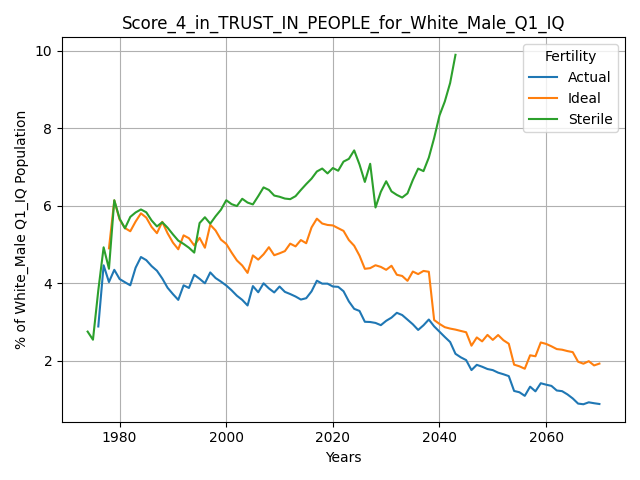 Score_4_in_TRUST_IN_PEOPLE_for_White_Male_Q1_IQ
% of White_Male Q1_IQ Population
10
8
6
4
2
Fertility
Actual
Ideal
Sterile
1980 2000 2020 2040 2060
Years